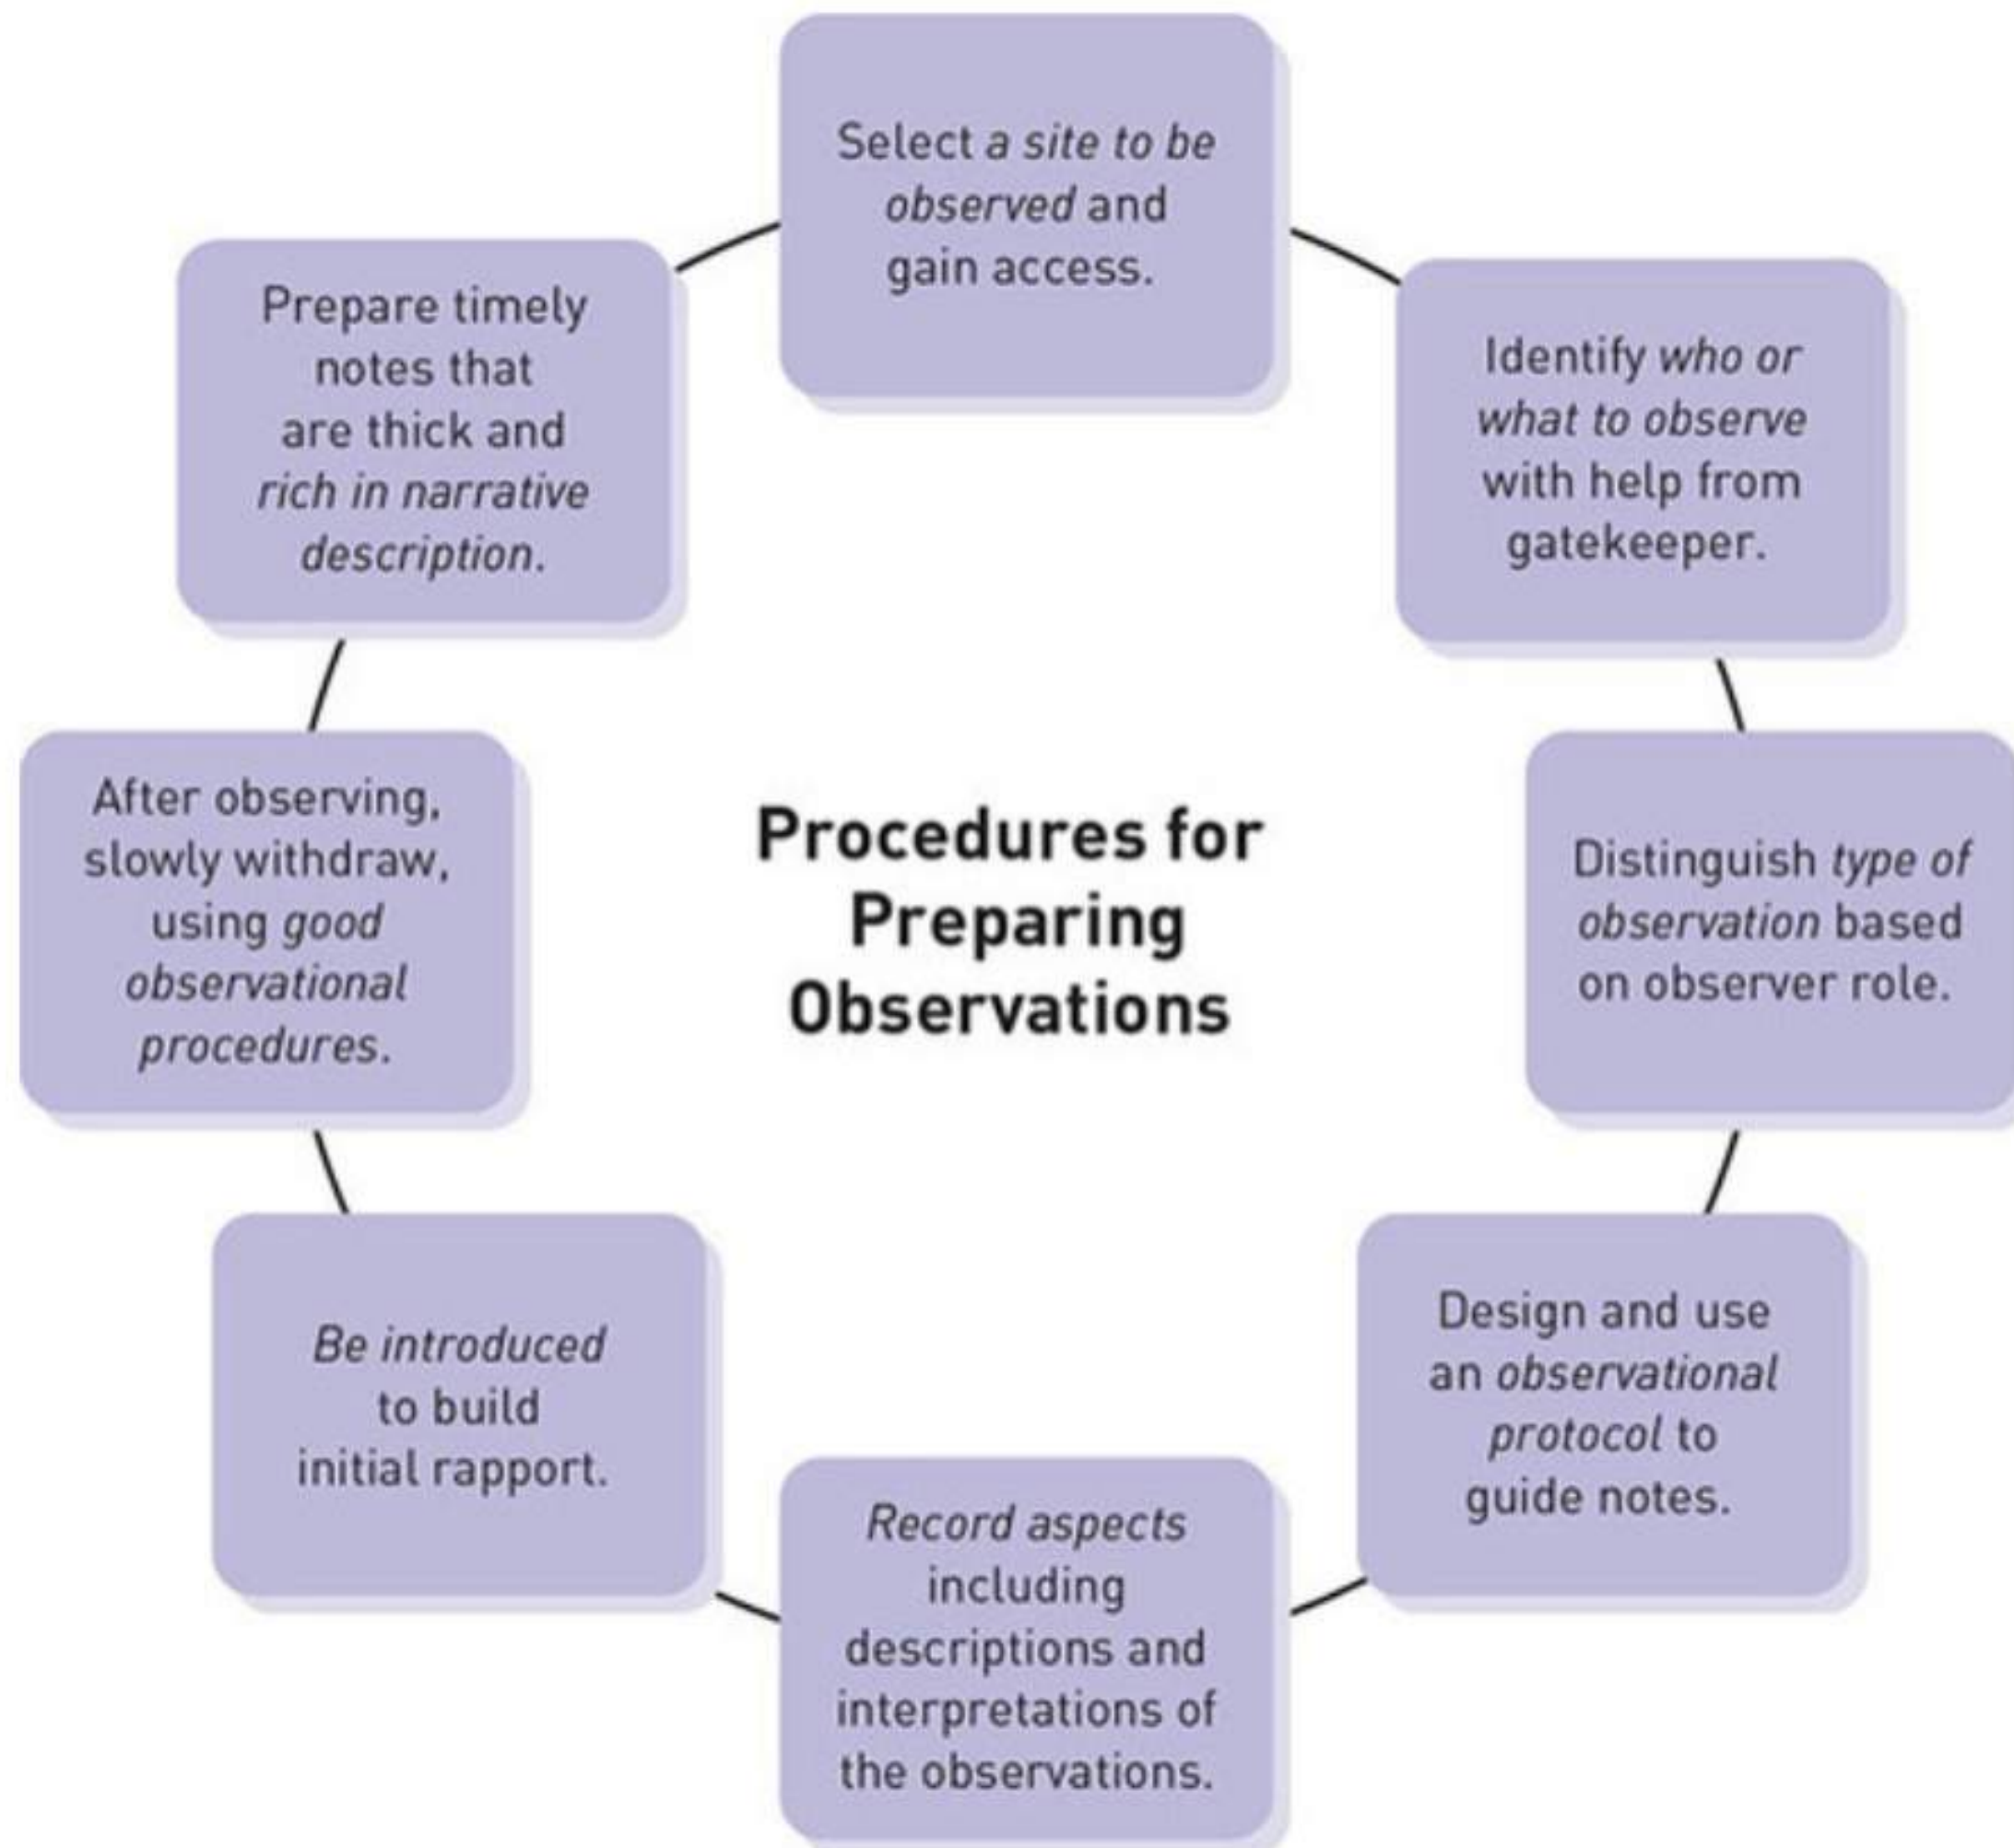 Select a site to be
observed and
gain access.
Identify who or
what to observe
with help from
gatekeeper.
Distinguish type of
observation based
on observer role.
Design and use
an observational
protocol to
guide notes.
Record aspects
including
descriptions and
interpretations of
the observations.
Be introduced
to build
initial rapport.
After observing,
slowly withdraw,
using good
observational
procedures.
Prepare timely
notes that
are thick and
rich in narrative
description.
Procedures for
Preparing
Observations